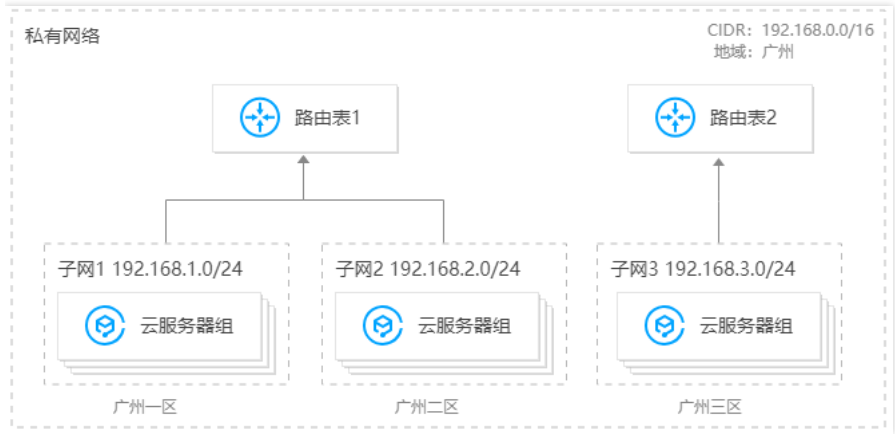 私有网络
CIDR：192.168.0.0/16
地域：广州
路由表1
路由表2
子网1 192.168.1.0/24
子网2 192.168.2.0/24
子网3 192.168.3.0/24
云服务器组
云服务器组
云服务器组
广州一区
广州二区
广州三区